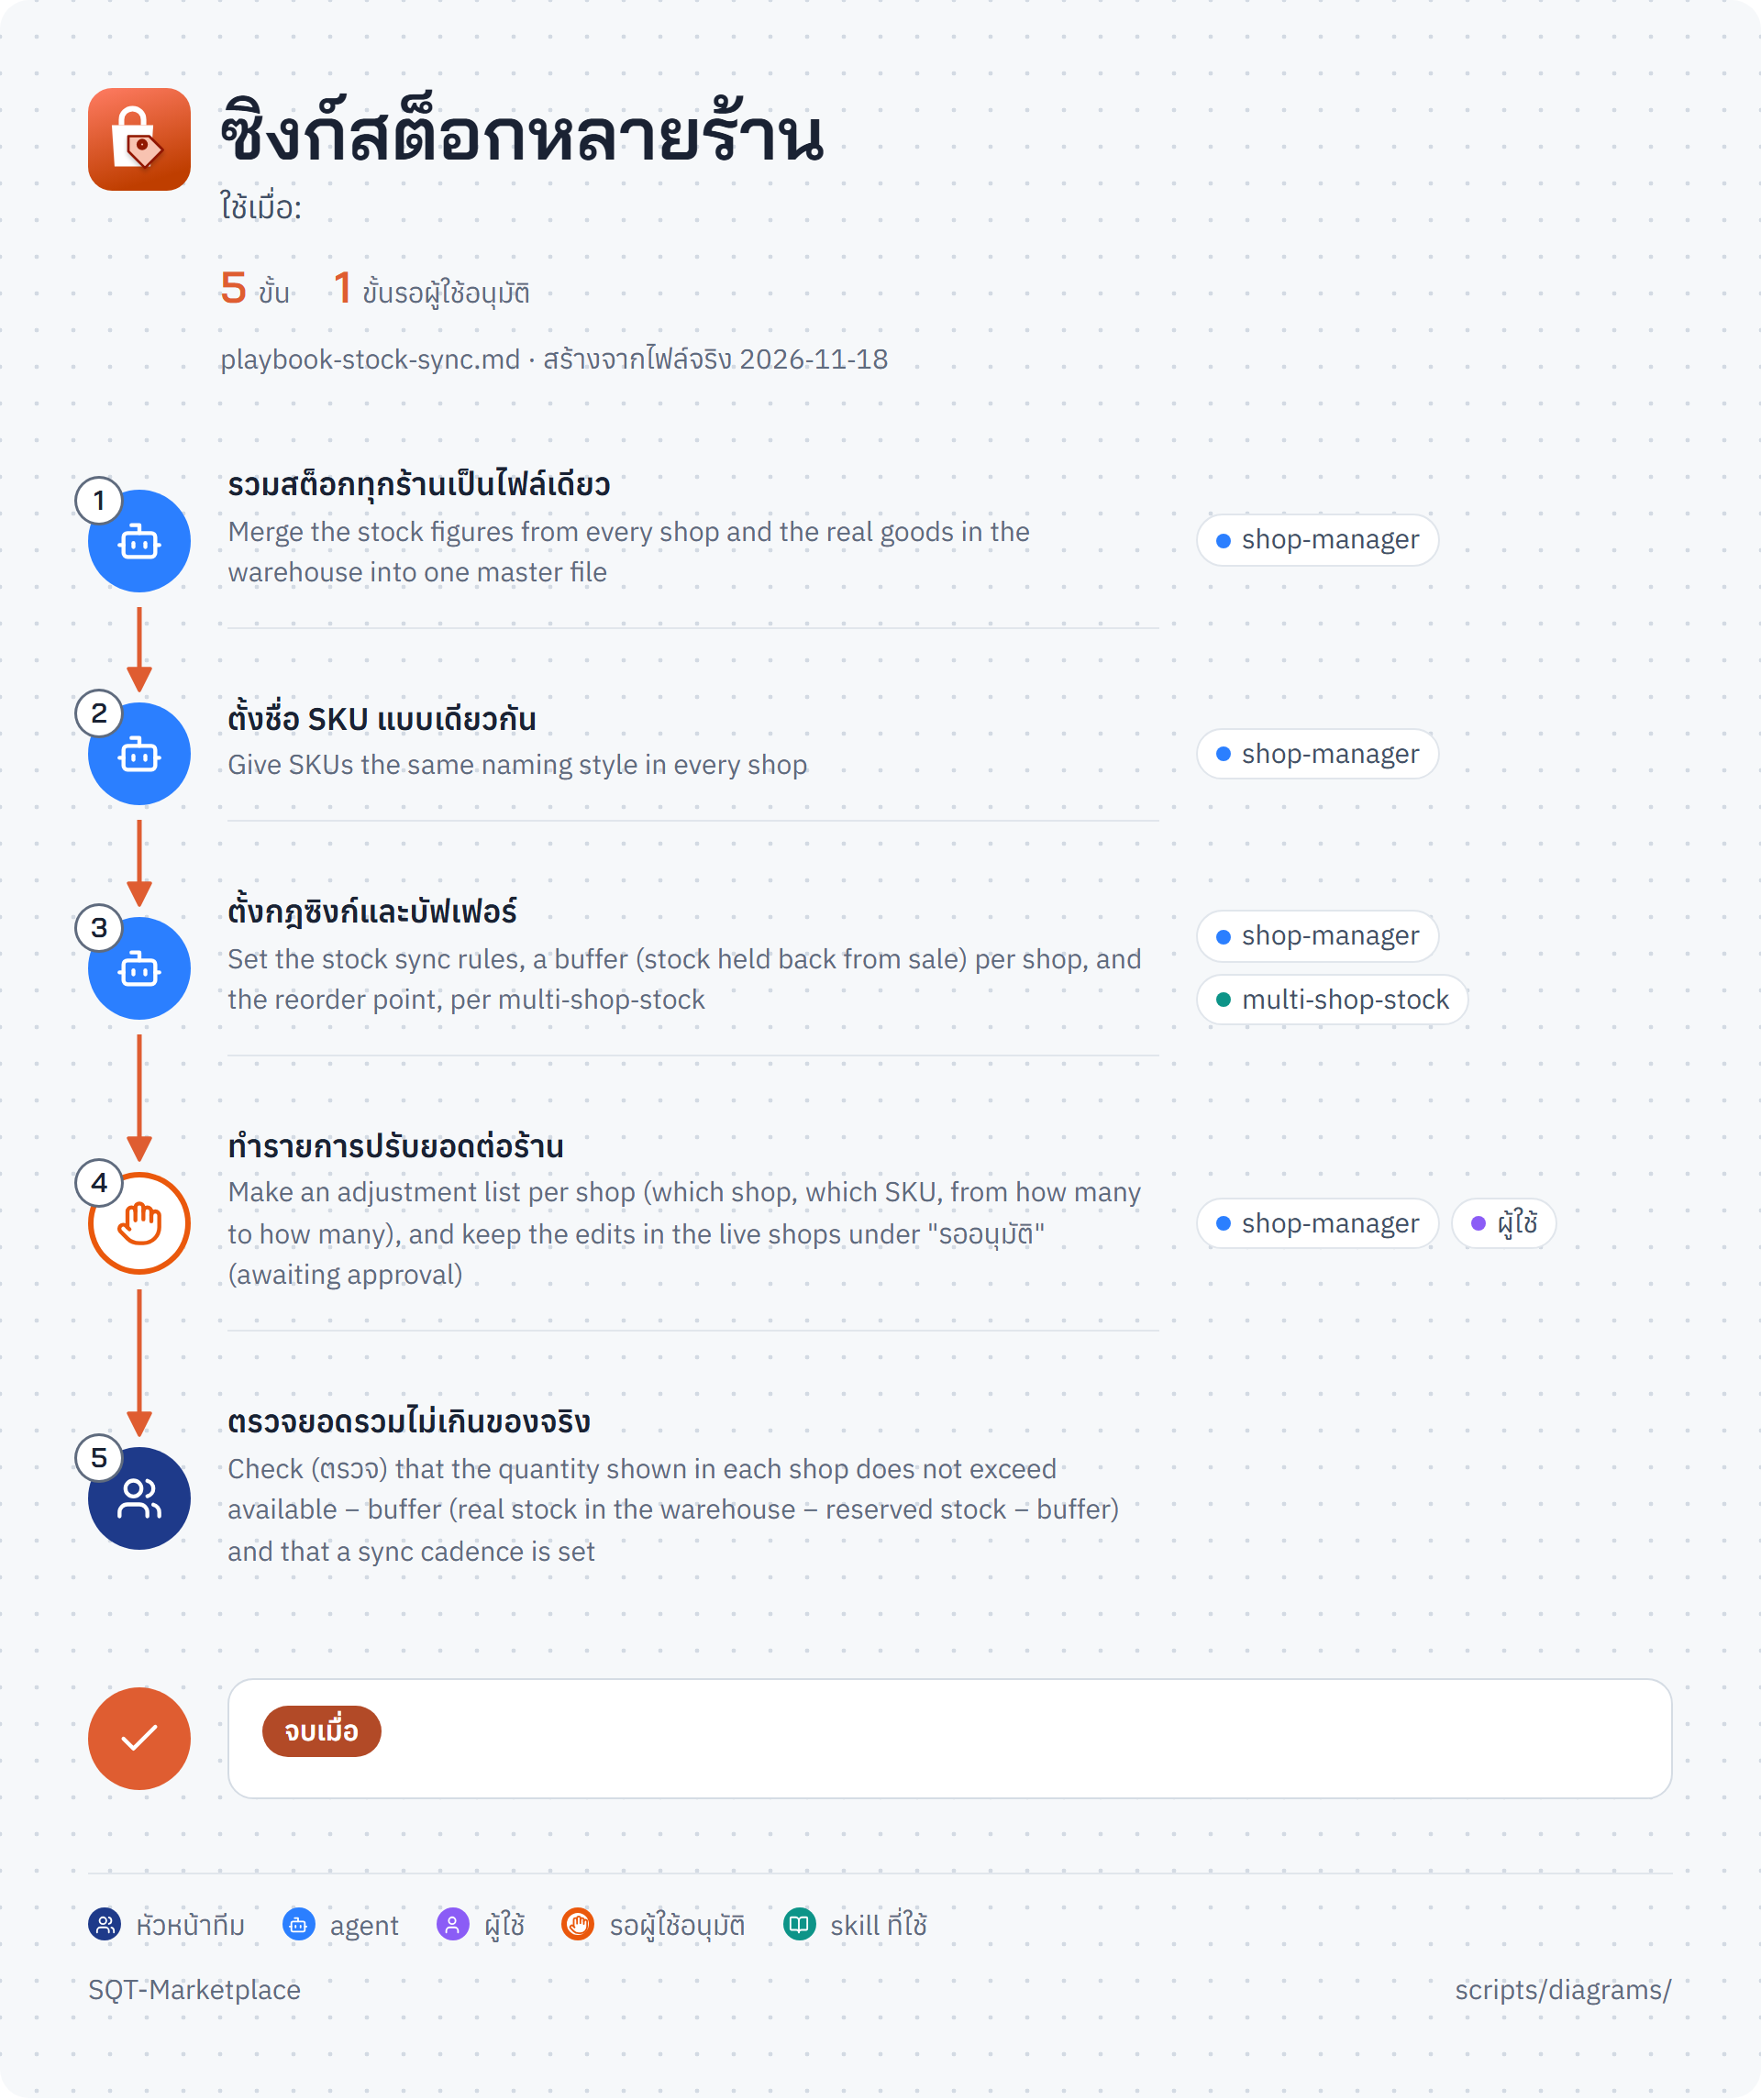 ซิงก์สต็อกหลายร้าน
ใช้เมื่อ:
5 ขั้น 1 ขั้นรอผู้ใช้อนุมัติ
playbook-stock-sync.md · สร้างจากไฟล์จริง 2026-11-18
1
รวมสต็อกทุกร้านเป็นไฟล์เดียว
Merge the stock figures from every shop and the real goods in the
warehouse into one master file
shop-manager
2
ตั้งชื่อ SKU แบบเดียวกัน
Give SKUs the same naming style in every shop
shop-manager
3
ตั้งกฎซิงก์และบัฟเฟอร์
Set the stock sync rules, a buffer (stock held back from sale) per shop, and
the reorder point, per multi-shop-stock
shop-manager
multi-shop-stock
4
ทำรายการปรับยอดต่อร้าน
Make an adjustment list per shop (which shop, which SKU, from how many
to how many), and keep the edits in the live shops under "รออนุมัติ"
(awaiting approval)
shop-manager ผู้ใช้
5
ตรวจยอดรวมไม่เกินของจริง
Check (ตรวจ) that the quantity shown in each shop does not exceed
available – buffer (real stock in the warehouse – reserved stock – buffer)
and that a sync cadence is set
จบเมื่อ
หัวหน้าทีม agent ผู้ใช้ รอผู้ใช้อนุมัติ skill ที่ใช้
SQT-Marketplace scripts/diagrams/